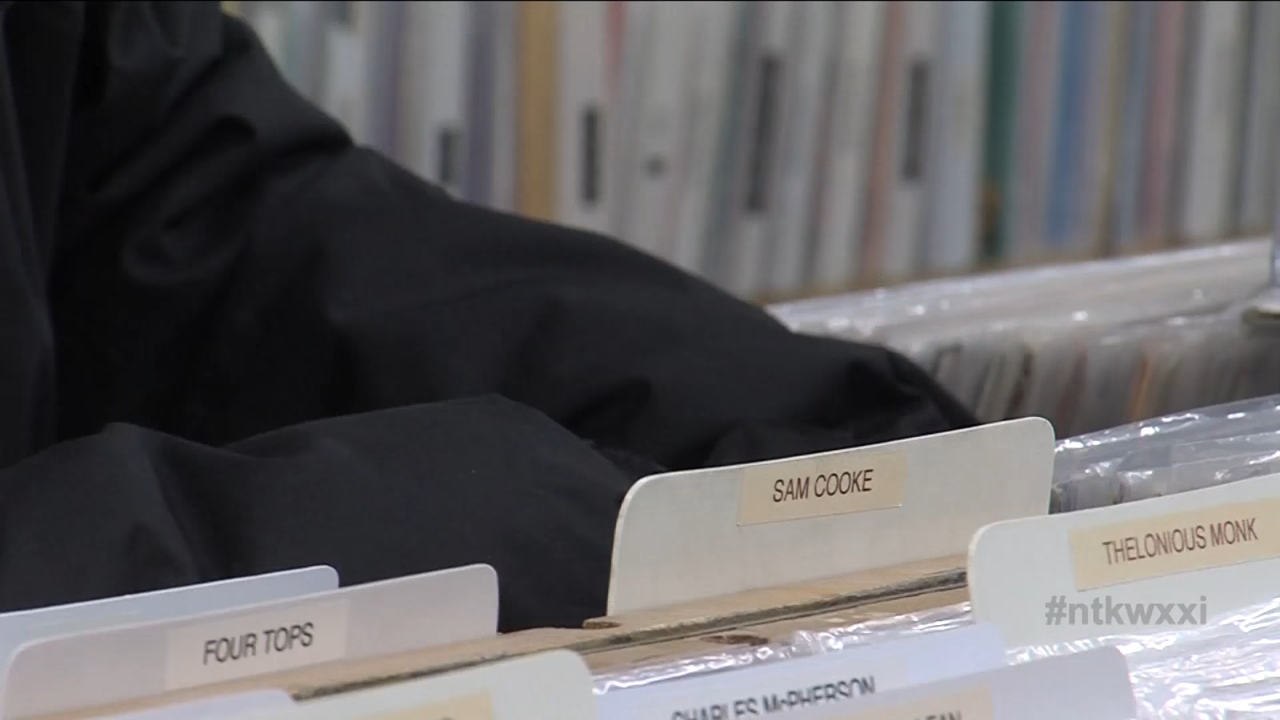 SAM COOKE
THELONIOUS MONK
#ntkwxxi
FOUR TOPS
CHARLES McPHERSON